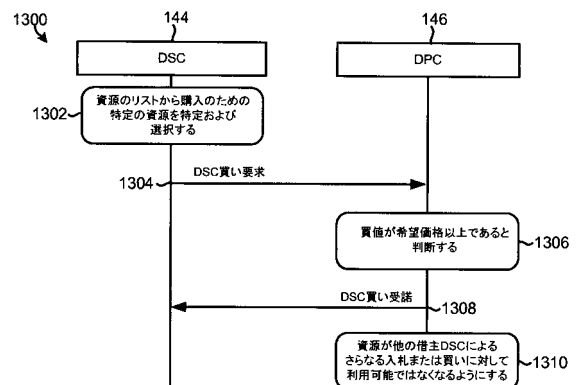 1300
144
146
DSC
DPC
1302
資源のリストから購入のための
特定の資源を特定および
選択する
1304
DSC買い要求
買値が希望価格以上であると
判断する
1306
DSC買い受諾
1308
資源が他の借主DSCによる
さらなる入札または買いに対して
利用可能ではなくなるようにする
1310